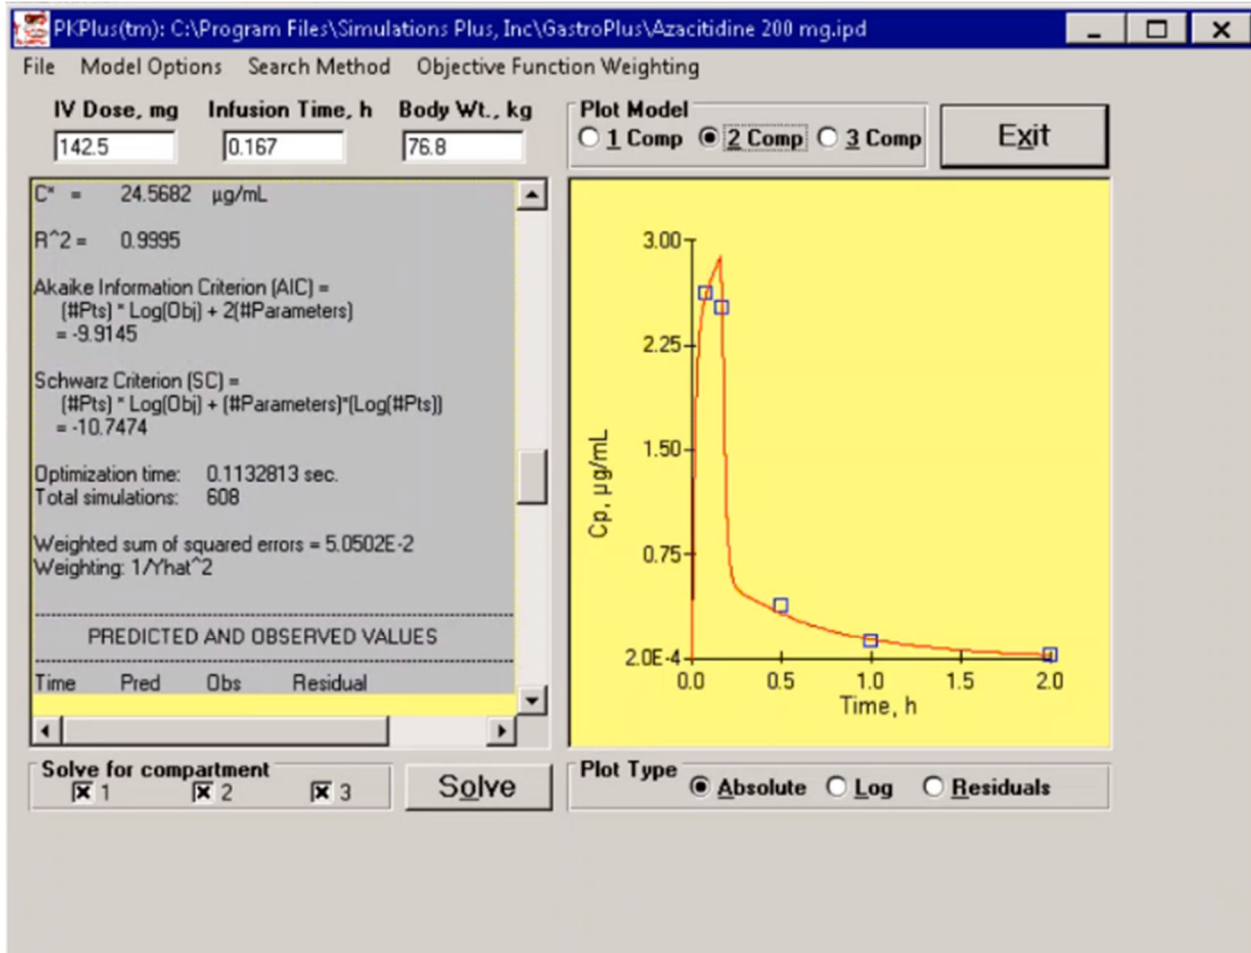 PKPlus(tm): C:\Program Files\Simulations Plus, Inc\GastroPlus\Azacitidine 200 mg.ipd
File Model Options Search Method Objective Function Weighting
IV Dose, mg Infusion Time, h Body Wt., kg
142.5 0.167 76.8
Plot Model
1 Comp 2 Comp 3 Comp
Exit
C* = 24.5682 µg/mL
R^2 = 0.9995
Akaike Information Criterion (AIC) =
(#Pts) * Log(Obj) + 2(#Parameters)
= -9.9145
Schwarz Criterion (SC) =
(#Pts) * Log(Obj) + (#Parameters)*(Log(#Pts))
= -10.7474
Optimization time: 0.1132813 sec.
Total simulations: 608
Weighted sum of squared errors = 5.0502E-2
Weighting: 1/Yhat^2
PREDICTED AND OBSERVED VALUES
Time Pred Obs Residual
3.00
2.25
1.50
0.75
2.0E-4
Cp, µg/mL
0.0 0.5 1.0 1.5 2.0
Time, h
Solve for compartment
1 2 3
Solve
Plot Type
Absolute Log Residuals